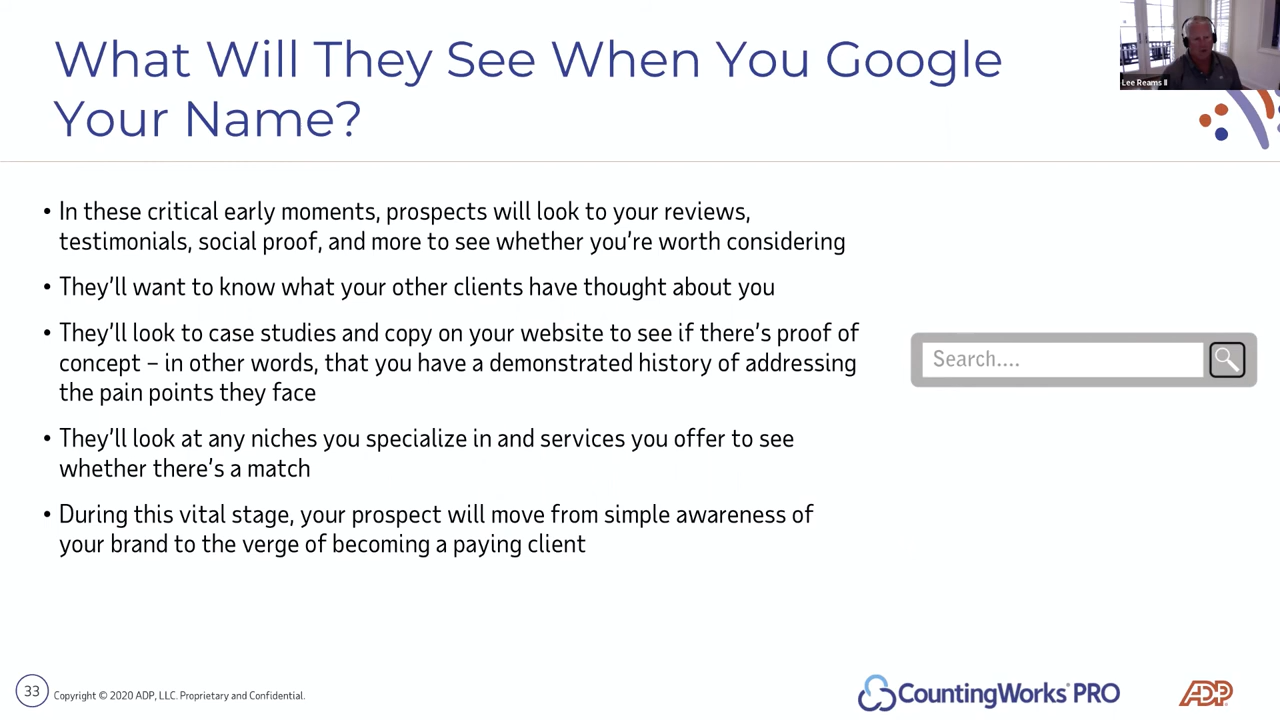 What Will They See When You Google
Your Name?
Lee Reams II
• In these critical early moments, prospects will look to your reviews,
testimonials, social proof, and more to see whether you're worth considering
• They'll want to know what your other clients have thought about you
• They'll look to case studies and copy on your website to see if there's proof of
concept – in other words, that you have a demonstrated history of addressing
the pain points they face
• They'll look at any niches you specialize in and services you offer to see
whether there's a match
• During this vital stage, your prospect will move from simple awareness of
your brand to the verge of becoming a paying client
Search....
33
Copyright © 2020 ADP, LLC. Proprietary and Confidential.
CountingWorks® PRO
ADP